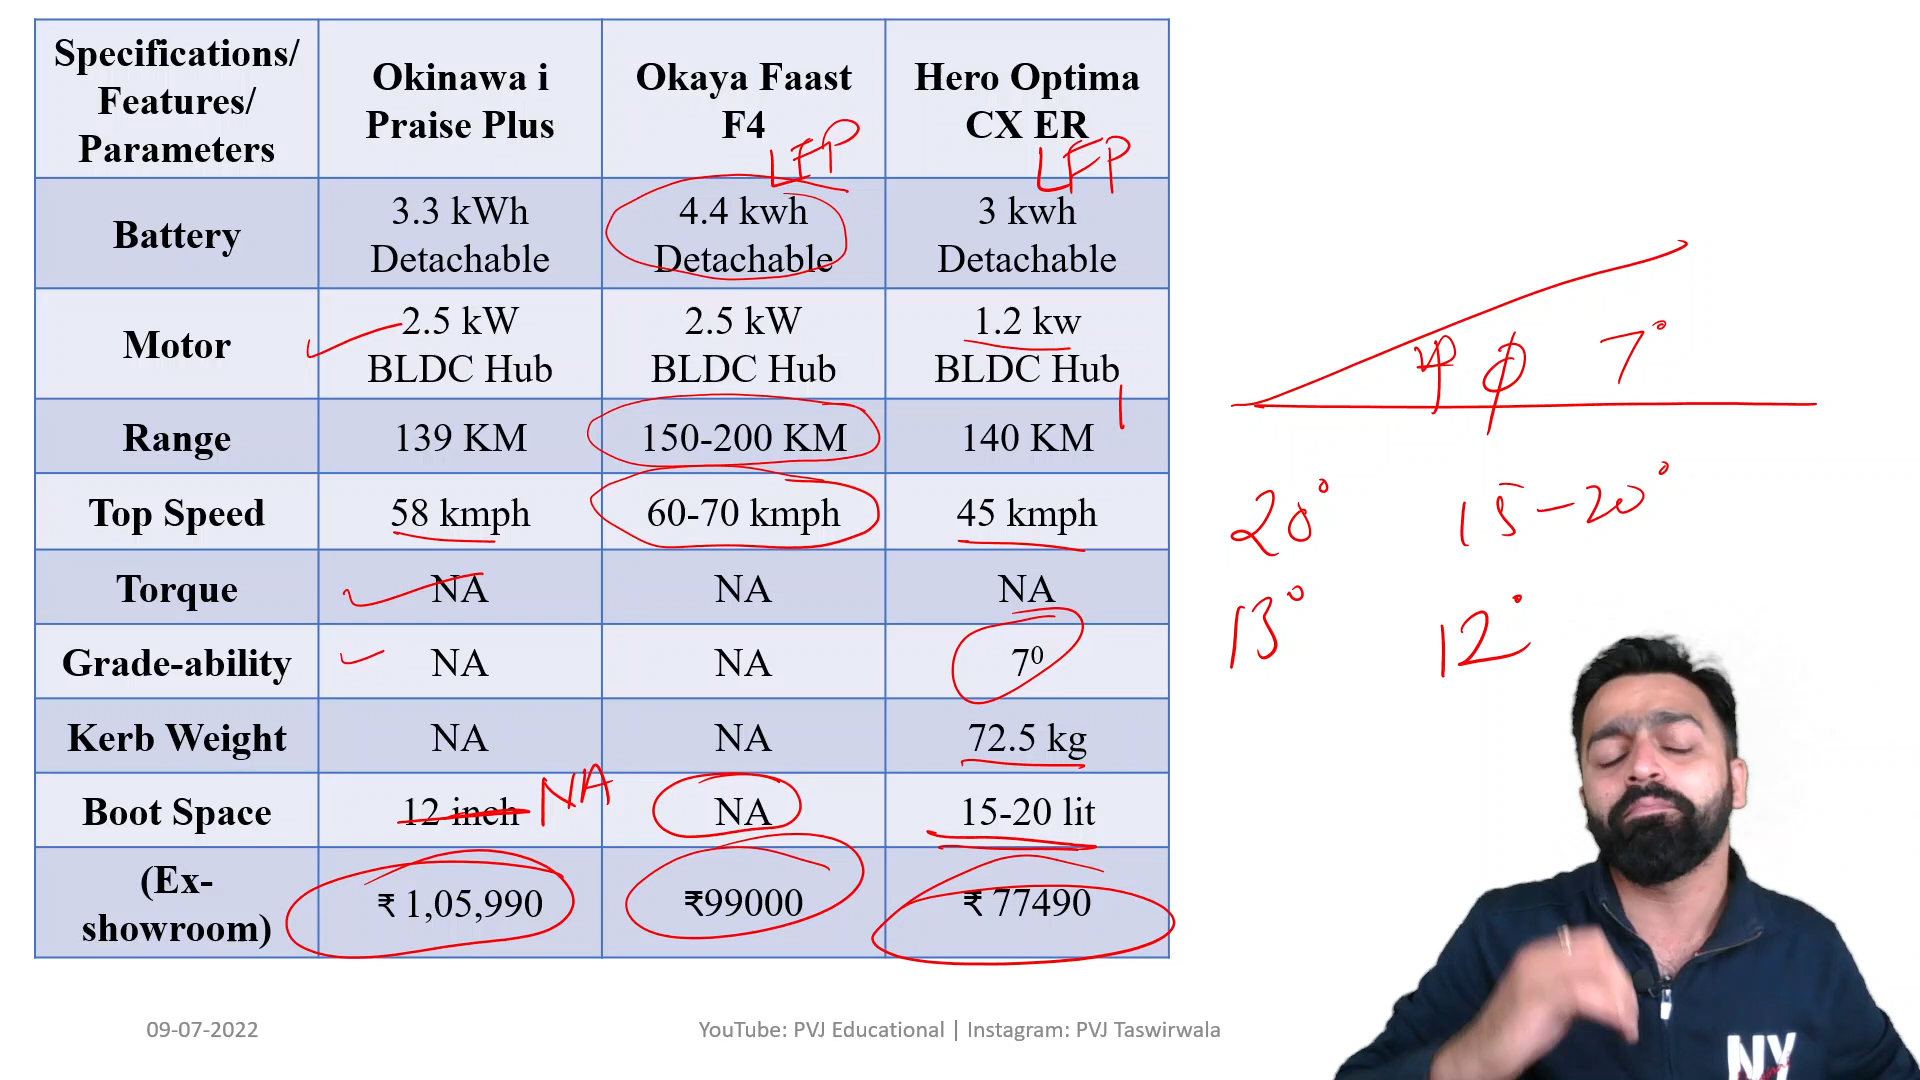 Specifications/
Features/
Parameters
Okinawa i
Praise Plus
Okaya Faast
F4
Hero Optima
CX ER
LFP
LFP
Battery
3.3 kWh
Detachable
4.4 kwh
Detachable
3 kwh
Detachable
Motor
2.5 kW
BLDC Hub
2.5 kW
BLDC Hub
1.2 kw
BLDC Hub
Range
139 KM
150-200 KM
140 KM
Top Speed
58 kmph
60-70 kmph
45 kmph
Torque
NA
NA
NA
Grade-ability
NA
NA
7⁰
Kerb Weight
NA
NA
72.5 kg
Boot Space
12 inch NA
NA
15-20 lit
(Ex-
showroom)
₹ 1,05,990
₹99000
₹ 77490
ϕ 7°
20° 15-20°
13° 12°
NY
09-07-2022
YouTube: PVJ Educational | Instagram: PVJ Taswirwala